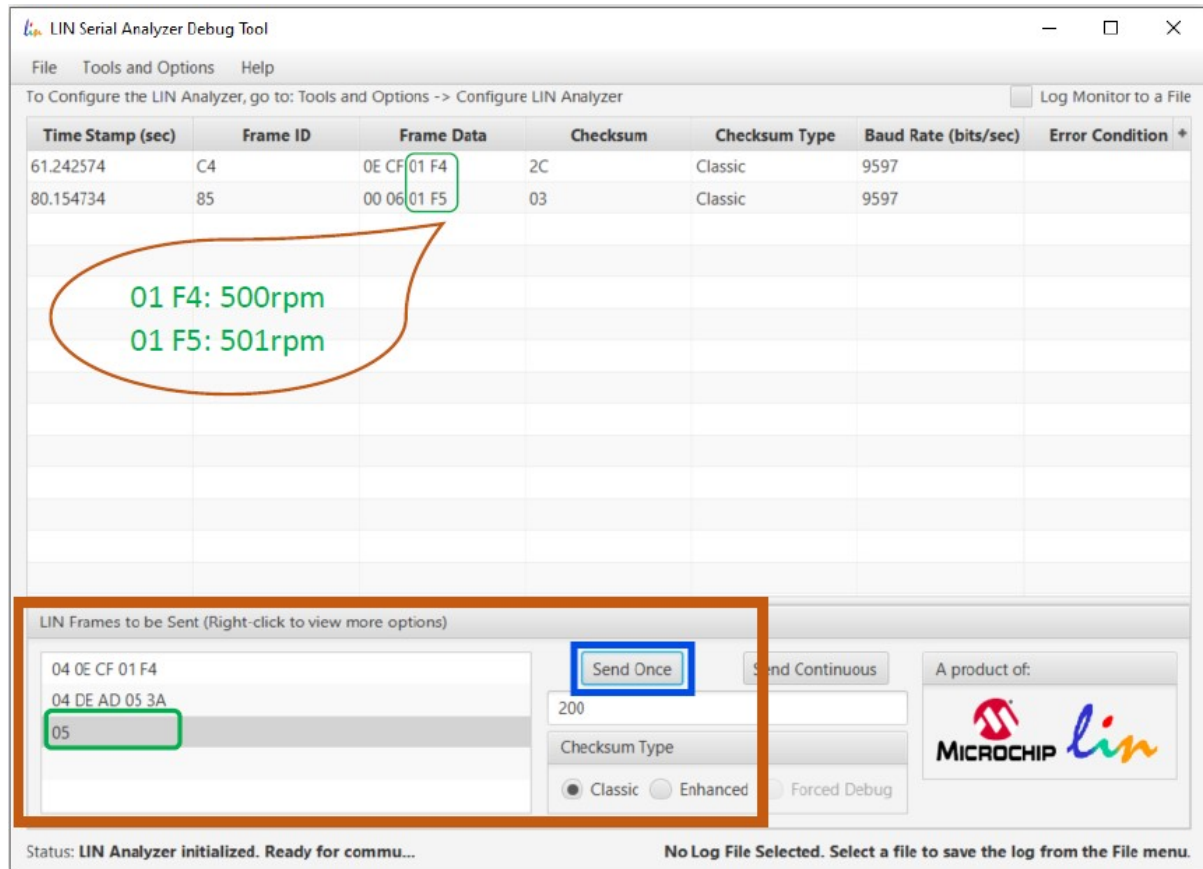 lin LIN Serial Analyzer Debug Tool
File Tools and Options Help
To Configure the LIN Analyzer, go to: Tools and Options -> Configure LIN Analyzer Log Monitor to a File
Time Stamp (sec) Frame ID Frame Data Checksum Checksum Type Baud Rate (bits/sec) Error Condition +
61.242574 C4 0E CF 01 F4 2C Classic 9597
80.154734 85 00 06 01 F5 03 Classic 9597
01 F4: 500rpm
01 F5: 501rpm
LIN Frames to be Sent (Right-click to view more options)
04 0E CF 01 F4 Send Once Send Continuous A product of:
04 DE AD 05 3A
05 200
Checksum Type MICROCHIP lin
Classic Enhanced Forced Debug
Status: LIN Analyzer initialized. Ready for commu... No Log File Selected. Select a file to save the log from the File menu.